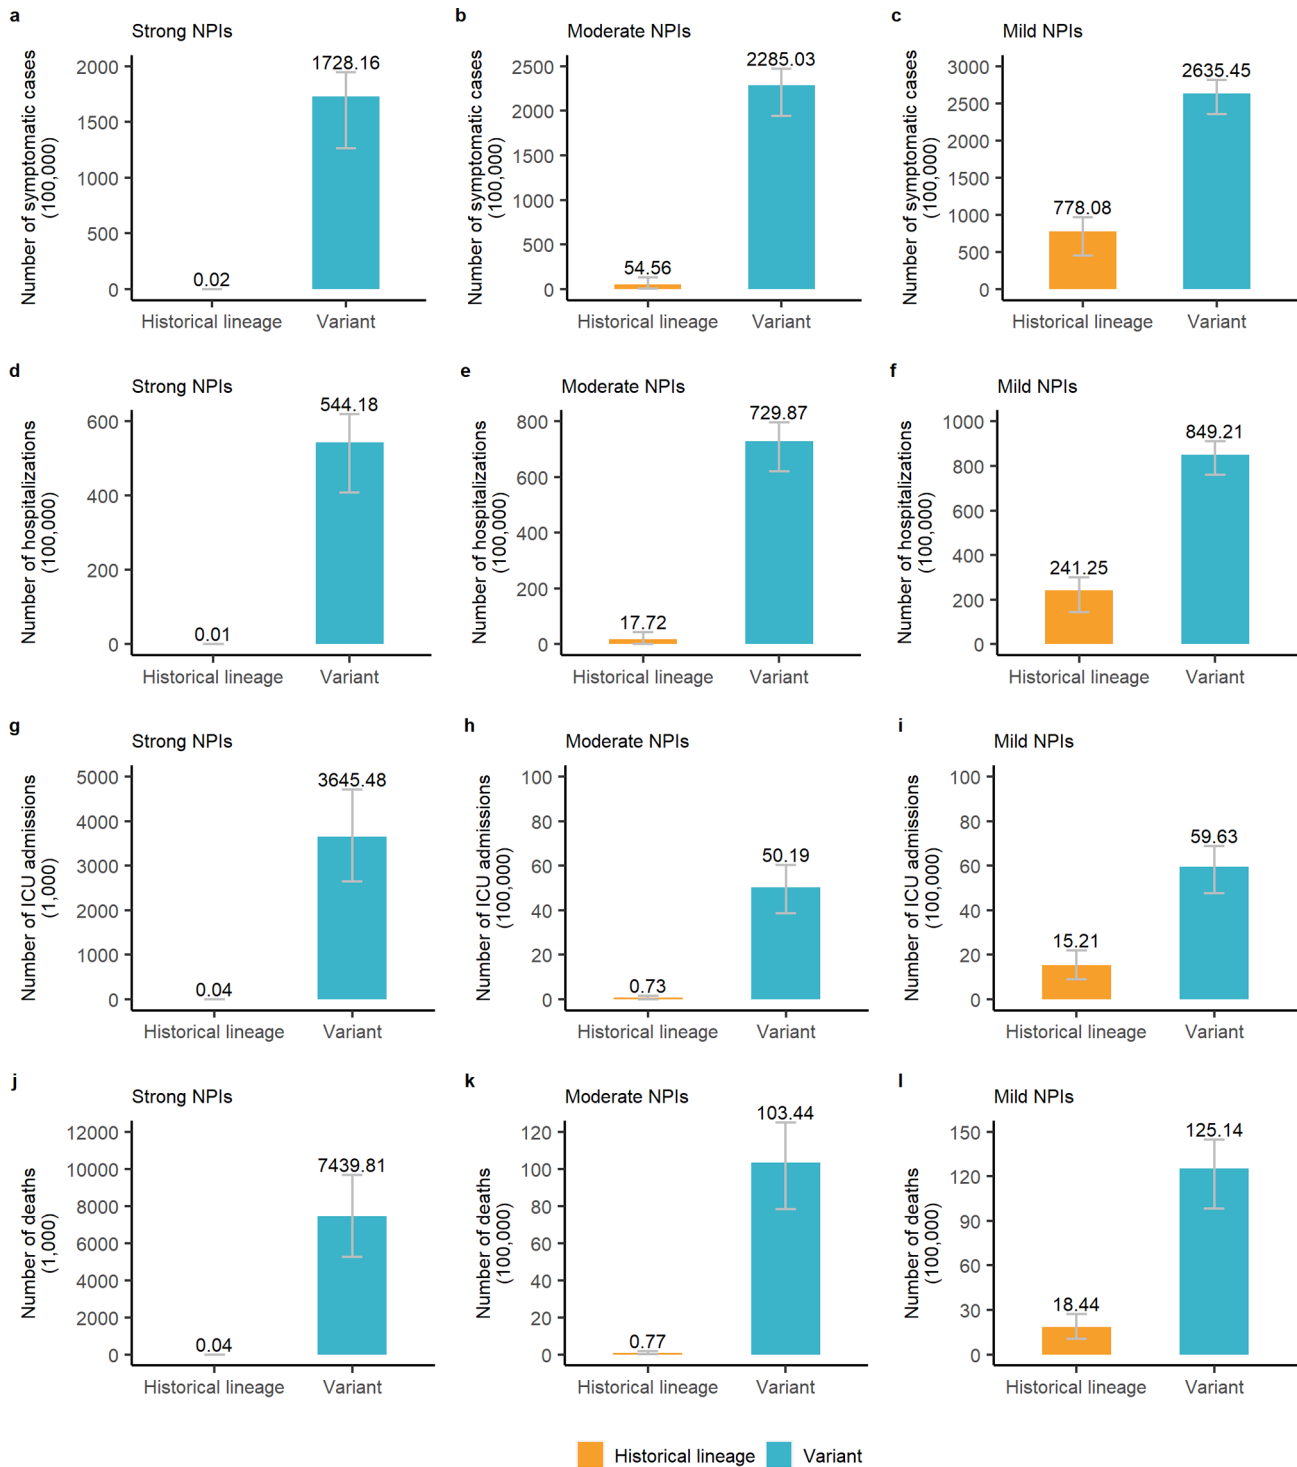 a
Strong NPIs
Number of symptomatic cases
(100,000)
2000
1500
1000
500
0
0.02
1728.16
Historical lineage
Variant
b
Moderate NPIs
Number of symptomatic cases
(100,000)
2500
2000
1500
1000
500
0
54.56
2285.03
Historical lineage
Variant
c
Mild NPIs
Number of symptomatic cases
(100,000)
3000
2500
2000
1500
1000
500
0
778.08
2635.45
Historical lineage
Variant
d
Strong NPIs
Number of hospitalizations
(100,000)
600
400
200
0
0.01
544.18
Historical lineage
Variant
e
Moderate NPIs
Number of hospitalizations
(100,000)
800
600
400
200
0
17.72
729.87
Historical lineage
Variant
f
Mild NPIs
Number of hospitalizations
(100,000)
1000
800
600
400
200
0
241.25
849.21
Historical lineage
Variant
g
Strong NPIs
Number of ICU admissions
(1,000)
5000
4000
3000
2000
1000
0
0.04
3645.48
Historical lineage
Variant
h
Moderate NPIs
Number of ICU admissions
(100,000)
100
80
60
40
20
0
0.73
50.19
Historical lineage
Variant
i
Mild NPIs
Number of ICU admissions
(100,000)
100
80
60
40
20
0
15.21
59.63
Historical lineage
Variant
j
Strong NPIs
Number of deaths
(1,000)
12000
10000
8000
6000
4000
2000
0
0.04
7439.81
Historical lineage
Variant
k
Moderate NPIs
Number of deaths
(100,000)
120
100
80
60
40
20
0
0.77
103.44
Historical lineage
Variant
l
Mild NPIs
Number of deaths
(100,000)
150
120
90
60
30
0
18.44
125.14
Historical lineage
Variant
Historical lineage
Variant